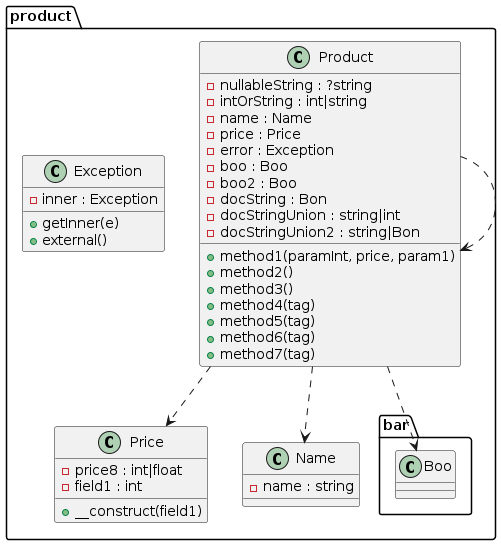 product
C Product
nullableString : ?string
intOrString : int|string
name : Name
price : Price
error : Exception
boo : Boo
boo2 : Boo
docString : Bon
docStringUnion : string|int
docStringUnion2 : string|Bon
method1(paramInt, price, param1)
method2()
method3()
method4(tag)
method5(tag)
method6(tag)
method7(tag)
C Exception
inner : Exception
getInner(e)
external()
C Price
price8 : int|float
field1 : int
__construct(field1)
C Name
name : string
bar
C Boo